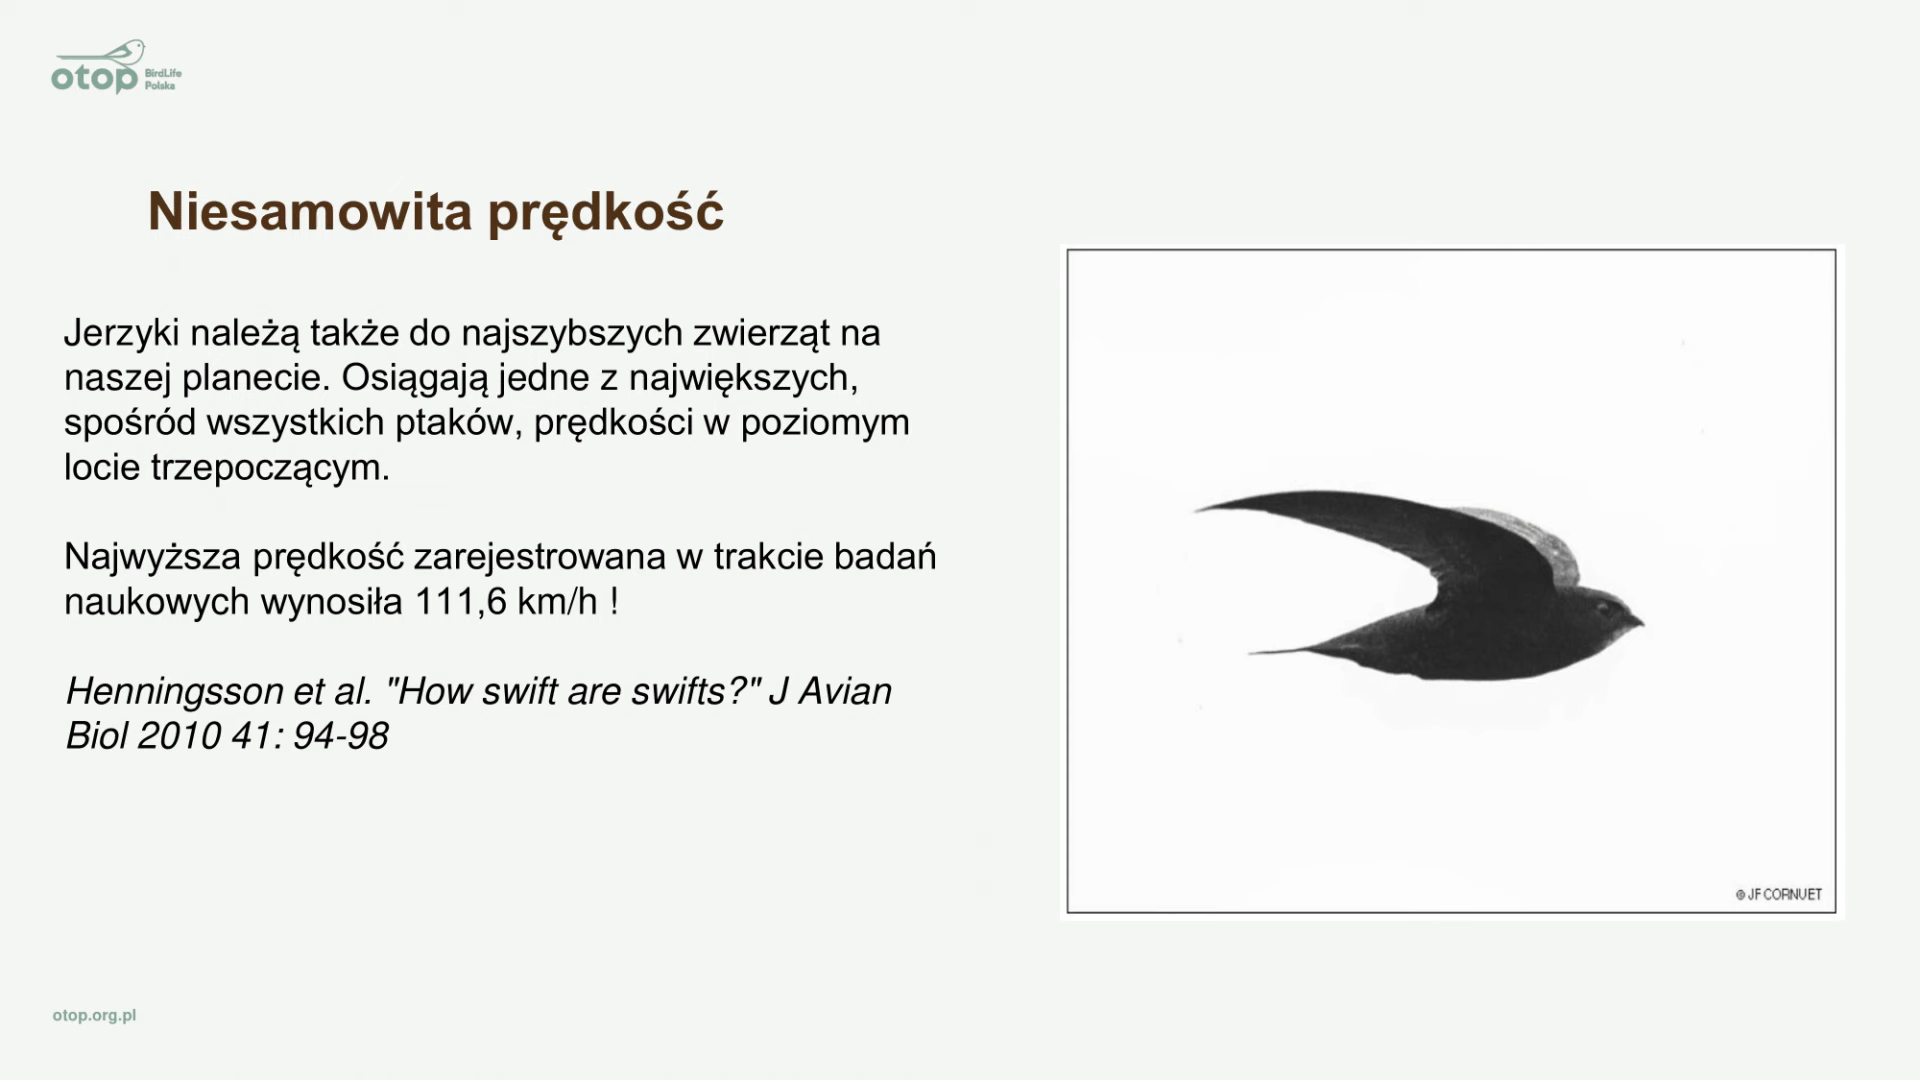 otop BirdLife
Polska
Niesamowita prędkość
Jerzyki należą także do najszybszych zwierząt na
naszej planecie. Osiągają jedne z największych,
spośród wszystkich ptaków, prędkości w poziomym
locie trzepoczącym.
Najwyższa prędkość zarejestrowana w trakcie badań
naukowych wynosiła 111,6 km/h !
Henningsson et al. "How swift are swifts?" J Avian
Biol 2010 41: 94-98
© JF CORNUET
otop.org.pl